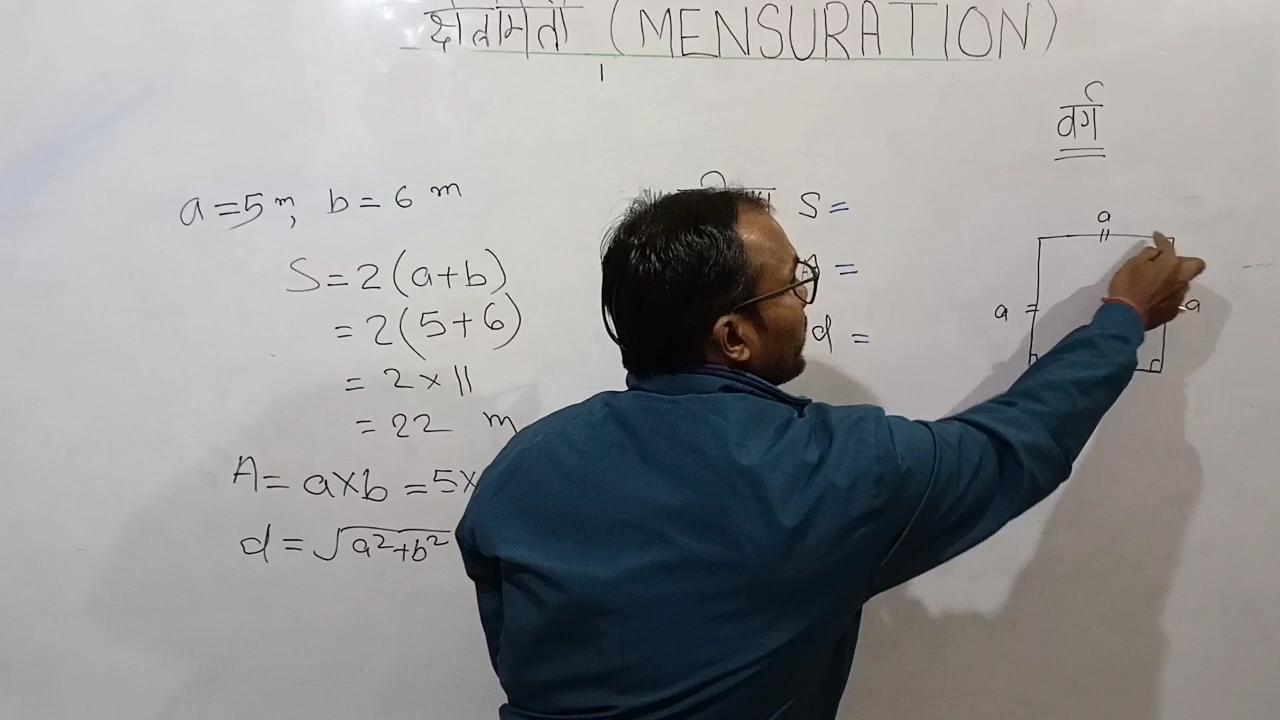 क्षेत्रमिती (MENSURATION)
वर्ग
a = 5 m, b = 6 m
S = 2(a+b)
= 2(5+6)
= 2×11
= 22 m
A = a×b = 5×
d = √a²+b²
S =
A =
d =
a
a
a